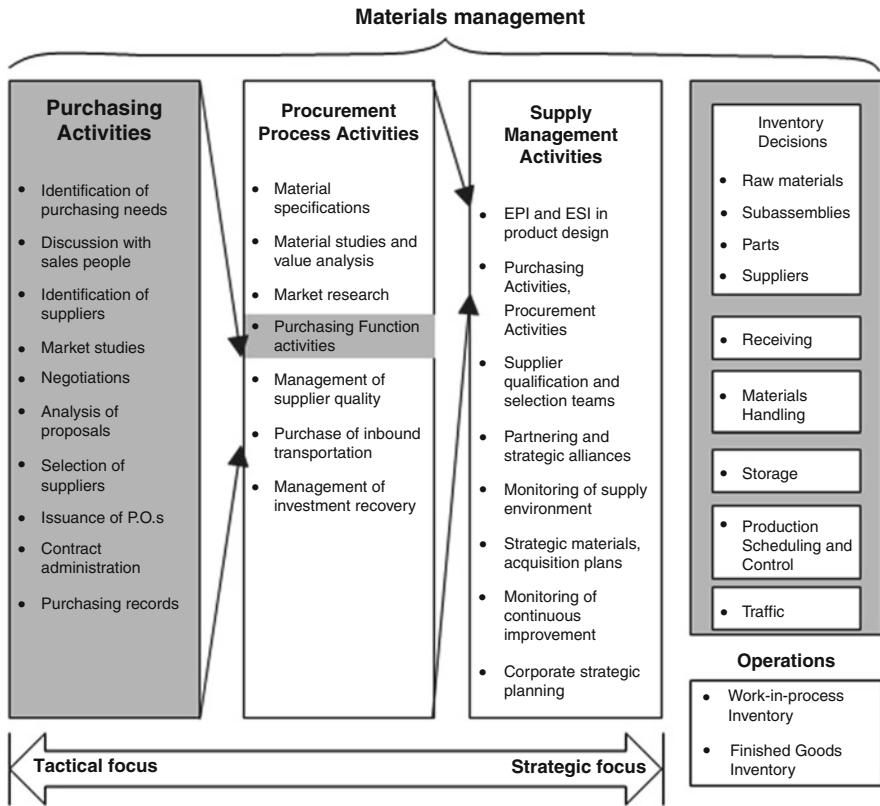 Materials management
Purchasing
Activities
• Identification of
purchasing needs
• Discussion with
sales people
• Identification of
suppliers
• Market studies
• Negotiations
• Analysis of
proposals
• Selection of
suppliers
• Issuance of P.O.s
• Contract
administration
• Purchasing records
Procurement
Process Activities
• Material
specifications
• Material studies and
value analysis
• Market research
• Purchasing Function
activities
• Management of
supplier quality
• Purchase of inbound
transportation
• Management of
investment recovery
Supply
Management
Activities
• EPI and ESI in
product design
• Purchasing
Activities,
Procurement
Activities
• Supplier
qualification and
selection teams
• Partnering and
strategic alliances
• Monitoring of supply
environment
• Strategic materials,
acquisition plans
• Monitoring of
continuous
improvement
• Corporate strategic
planning
Inventory
Decisions
• Raw materials
• Subassemblies
• Parts
• Suppliers
• Receiving
• Materials
Handling
• Storage
• Production
Scheduling and
Control
• Traffic
Operations
• Work-in-process
Inventory
• Finished Goods
Inventory
Tactical focus
Strategic focus